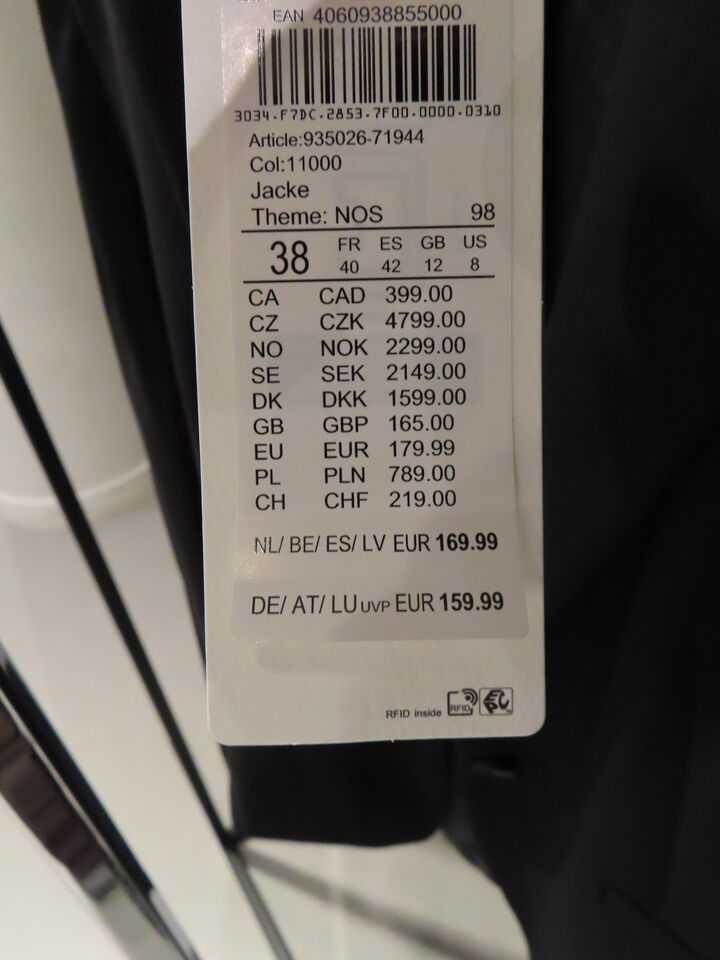 EAN 4060938855000
3034.F7DC.2853.7F00.0000.0310
Article:935026-71944
Col:11000
Jacke
Theme: NOS 98
38 FR ES GB US
40 42 12 8
CA CAD 399.00
CZ CZK 4799.00
NO NOK 2299.00
SE SEK 2149.00
DK DKK 1599.00
GB GBP 165.00
EU EUR 179.99
PL PLN 789.00
CH CHF 219.00
NL/ BE/ ES/ LV EUR 169.99
DE/ AT/ LU UVP EUR 159.99
RFID inside RFID EPC